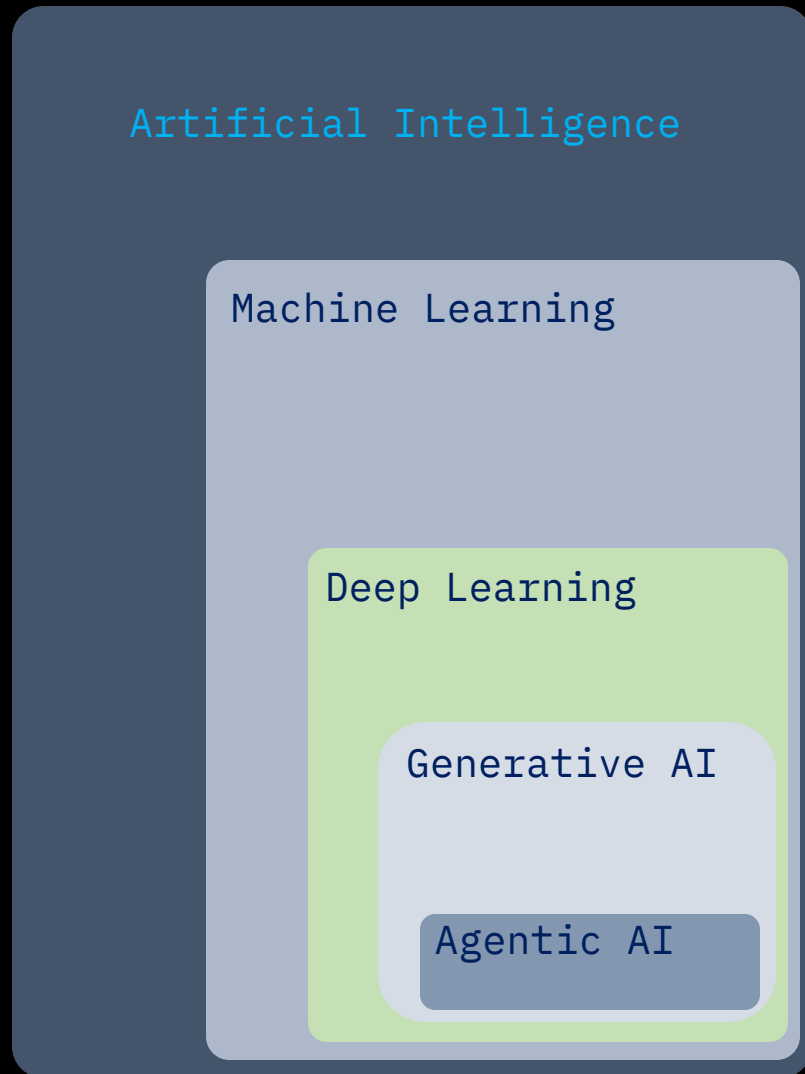 Artificial Intelligence
Machine Learning
Deep Learning
Generative AI
Agentic AI